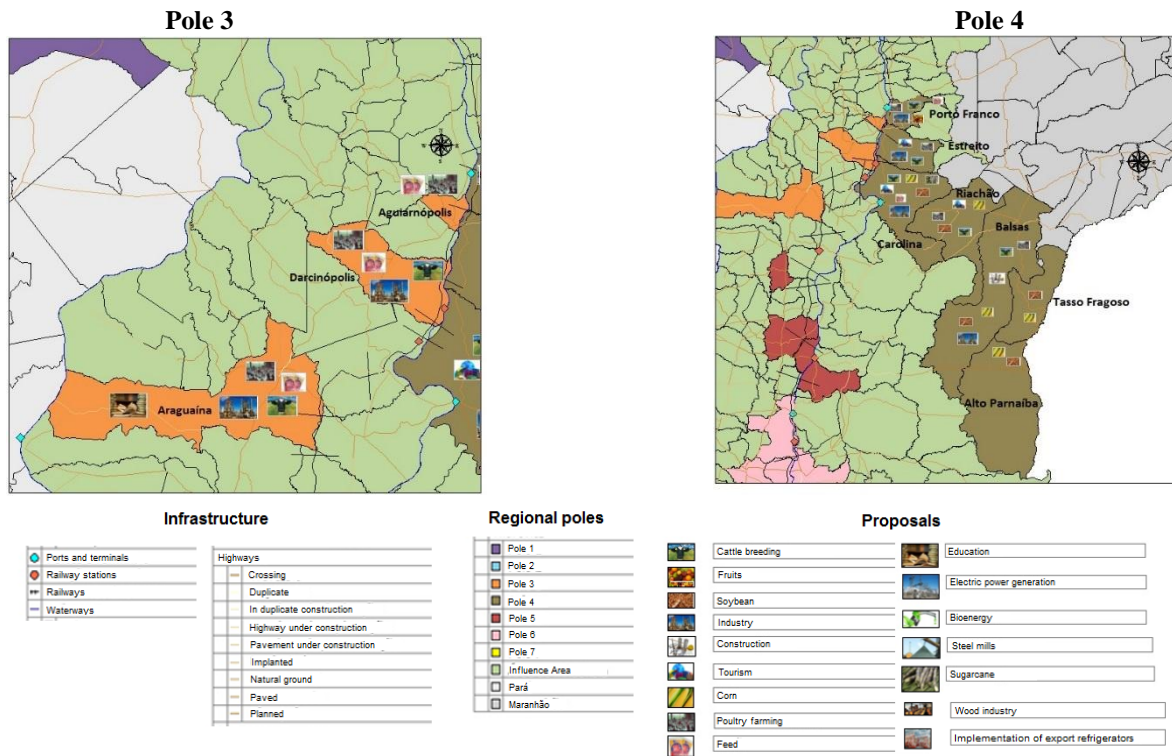 Pole 3
Pole 4
Aguiarnópolis
Darcinópolis
Araguaína
Porto Franco
Estreito
Riachão
Balsas
Carolina
Tasso Fragoso
Alto Parnaíba
Infrastructure
Ports and terminals
Railway stations
Railways
Waterways
Highways
Crossing
Duplicate
In duplicate construction
Highway under construction
Pavement under construction
Implanted
Natural ground
Paved
Planned
Regional poles
Pole 1
Pole 2
Pole 3
Pole 4
Pole 5
Pole 6
Pole 7
Influence Area
Pará
Maranhão
Proposals
Cattle breeding
Fruits
Soybean
Industry
Construction
Tourism
Corn
Poultry farming
Feed
Education
Electric power generation
Bioenergy
Steel mills
Sugarcane
Wood industry
Implementation of export refrigerators